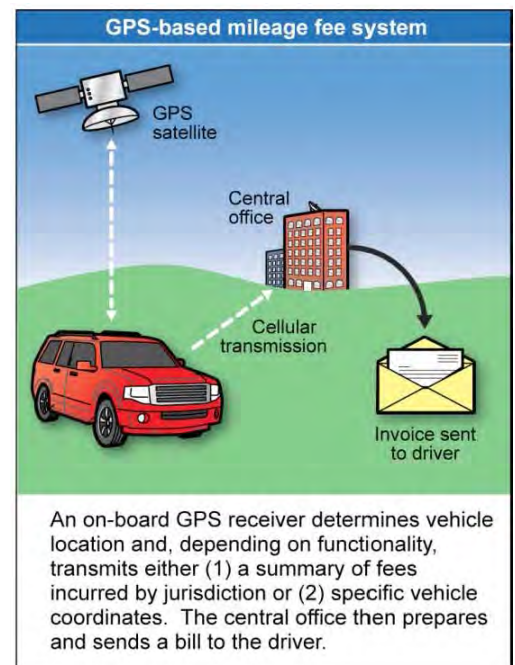 GPS-based mileage fee system
GPS
satellite
Central
office
Cellular
transmission
Invoice sent
to driver
An on-board GPS receiver determines vehicle
location and, depending on functionality,
transmits either (1) a summary of fees
incurred by jurisdiction or (2) specific vehicle
coordinates.  The central office then prepares
and sends a bill to the driver.